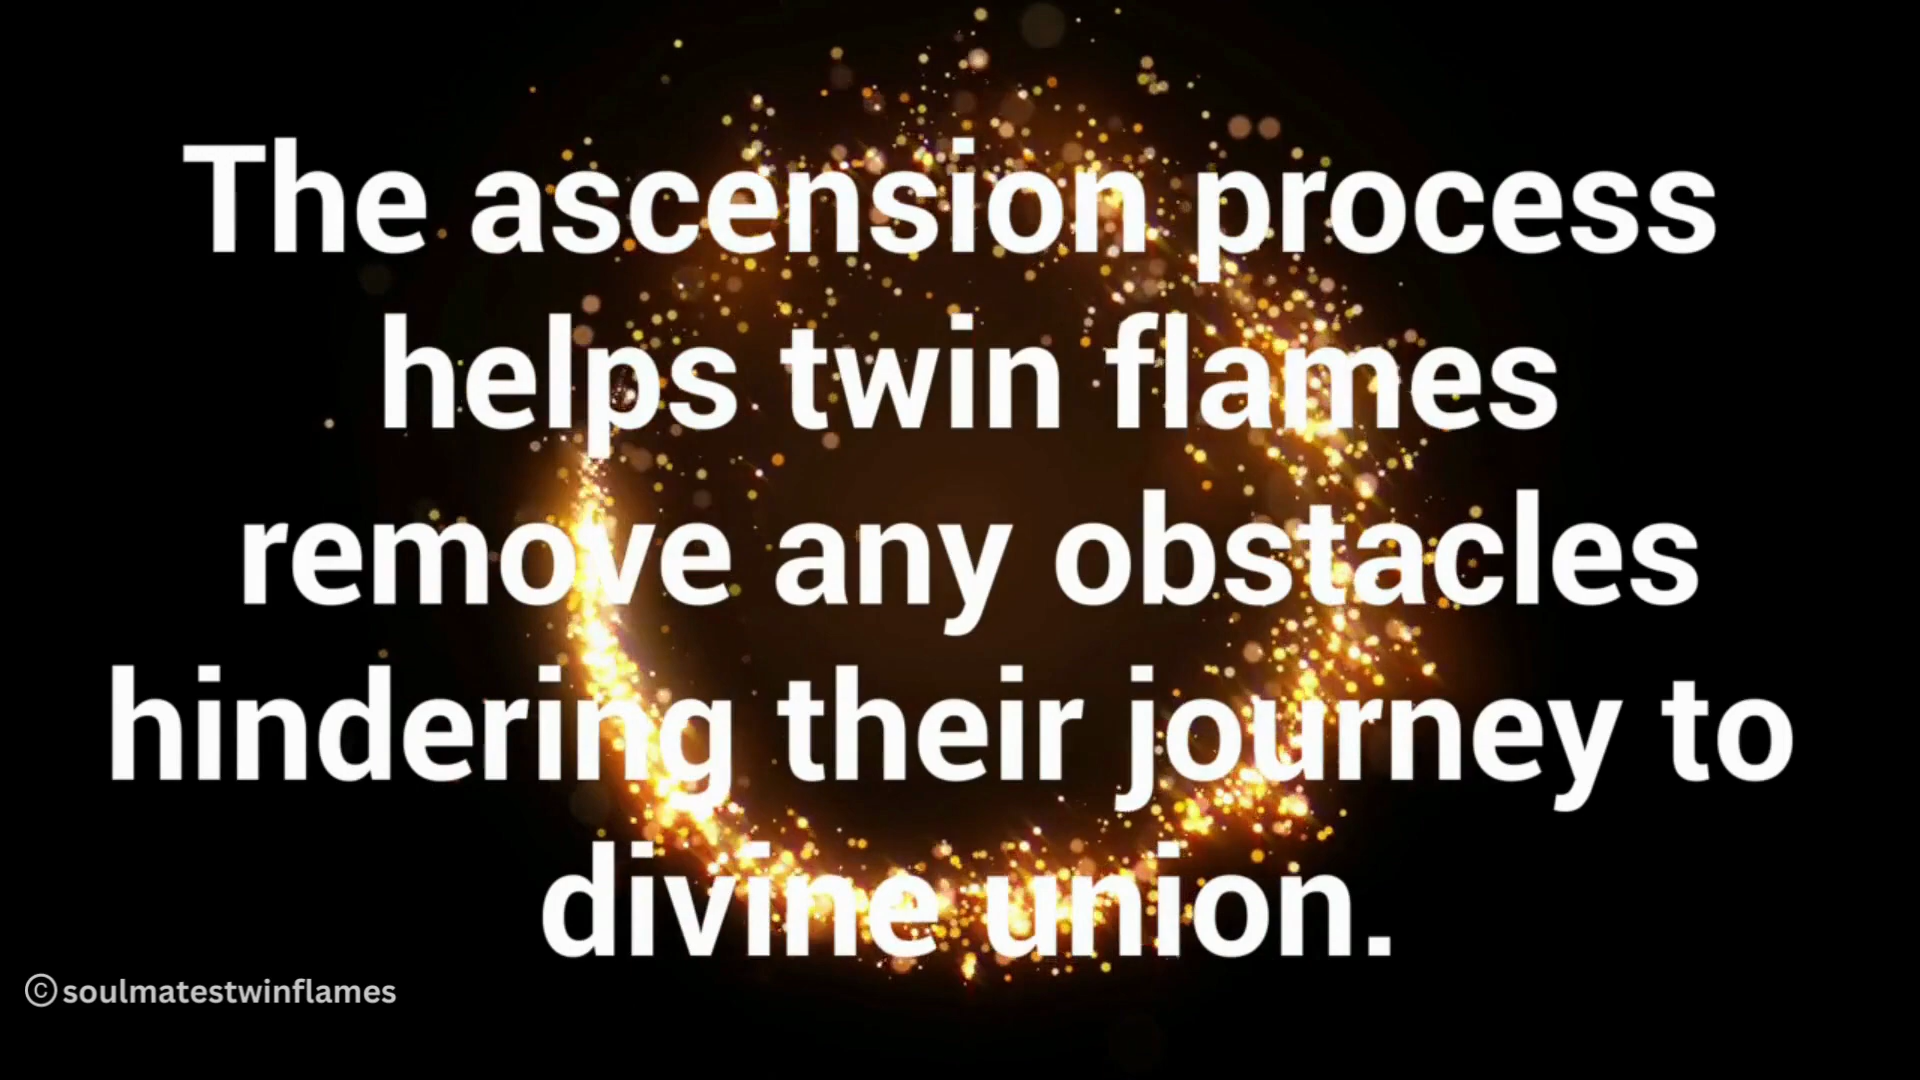 The ascension process
helps twin flames
remove any obstacles
hindering their journey to
divine union.
©soulmatestwinflames